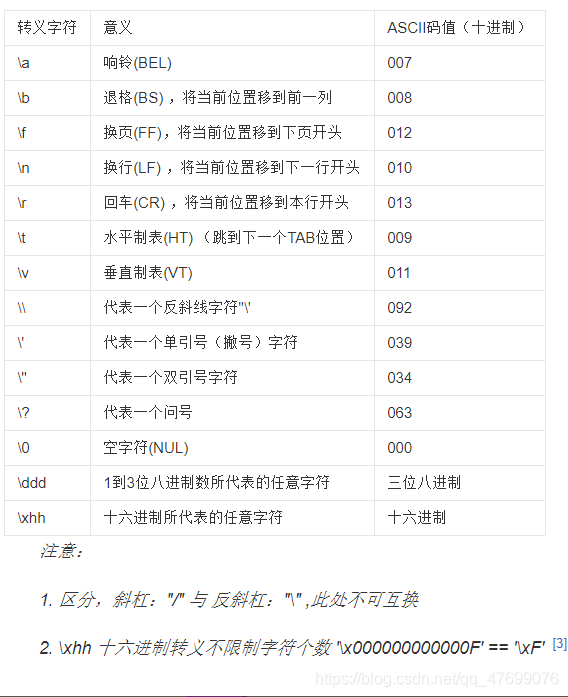 转义字符 意义 ASCII码值（十进制）
\a 响铃(BEL) 007
\b 退格(BS) ，将当前位置移到前一列 008
\f 换页(FF)，将当前位置移到下页开头 012
\n 换行(LF) ，将当前位置移到下一行开头 010
\r 回车(CR) ，将当前位置移到本行开头 013
\t 水平制表(HT) （跳到下一个TAB位置） 009
\v 垂直制表(VT) 011
\\ 代表一个反斜线字符''\' 092
\' 代表一个单引号（撇号）字符 039
\" 代表一个双引号字符 034
\? 代表一个问号 063
\0 空字符(NUL) 000
\ddd 1到3位八进制数所代表的任意字符 三位八进制
\xhh 十六进制所代表的任意字符 十六进制
注意：
1. 区分，斜杠："/" 与 反斜杠："\" ,此处不可互换
2. \xhh 十六进制转义不限制字符个数 '\x000000000000F' == '\xF' [3]
https://blog.csdn.net/qq_47699076